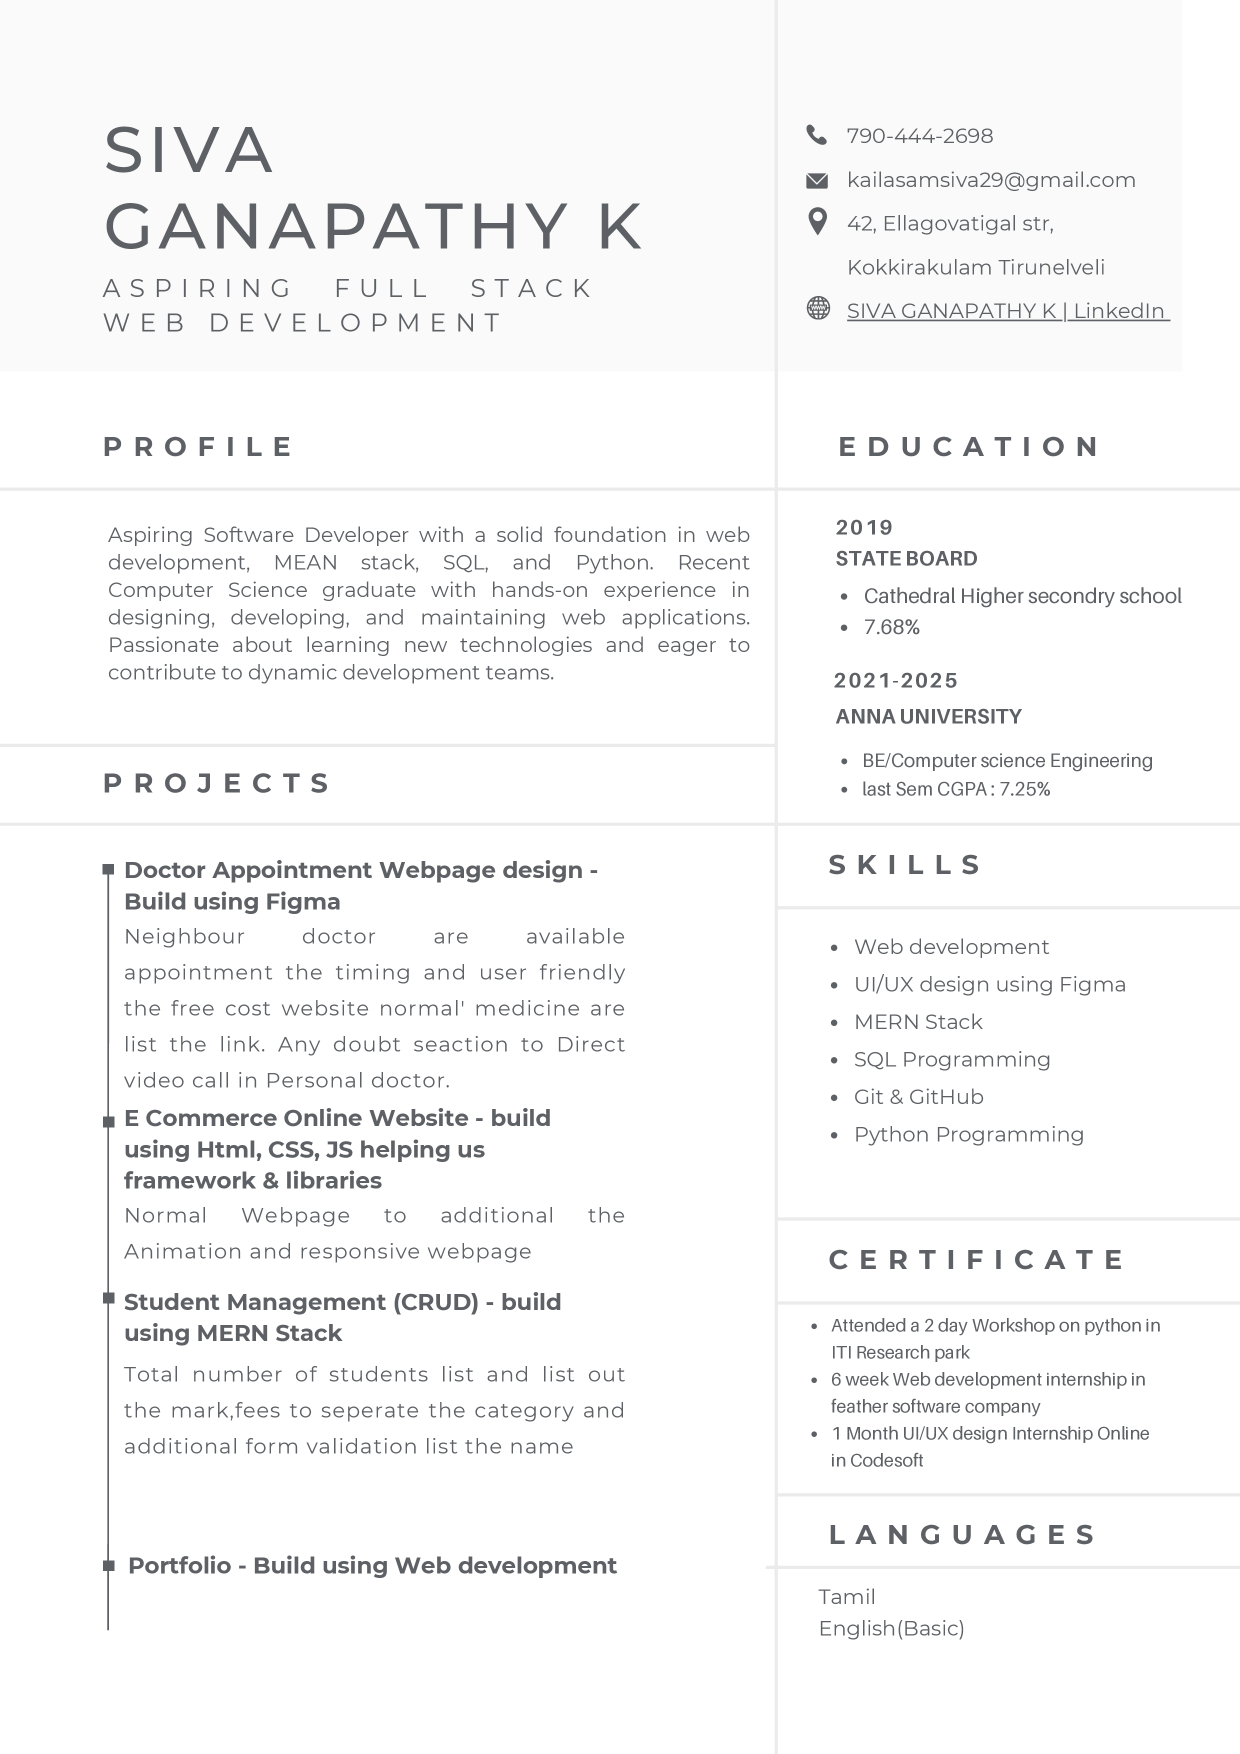 SIVA
GANAPATHY K
ASPIRING FULL STACK
WEB DEVELOPMENT
790-444-2698
kailasamsiva29@gmail.com
42, Ellagovatigal str,
Kokkirakulam Tirunelveli
SIVA GANAPATHY K | LinkedIn
PROFILE
Aspiring Software Developer with a solid foundation in web
development, MEAN stack, SQL, and Python. Recent
Computer Science graduate with hands-on experience in
designing, developing, and maintaining web applications.
Passionate about learning new technologies and eager to
contribute to dynamic development teams.
PROJECTS
Doctor Appointment Webpage design -
Build using Figma
Neighbour doctor are available
appointment the timing and user friendly
the free cost website normal' medicine are
list the link. Any doubt seaction to Direct
video call in Personal doctor.
E Commerce Online Website - build
using Html, CSS, JS helping us
framework & libraries
Normal Webpage to additional the
Animation and responsive webpage
Student Management (CRUD) - build
using MERN Stack
Total number of students list and list out
the mark,fees to seperate the category and
additional form validation list the name
Portfolio - Build using Web development
EDUCATION
2019
STATE BOARD
• Cathedral Higher secondry school
• 7.68%
2021-2025
ANNA UNIVERSITY
• BE/Computer science Engineering
• last Sem CGPA : 7.25%
SKILLS
• Web development
• UI/UX design using Figma
• MERN Stack
• SQL Programming
• Git & GitHub
• Python Programming
CERTIFICATE
• Attended a 2 day Workshop on python in
ITI Research park
• 6 week Web development internship in
feather software company
• 1 Month UI/UX design Internship Online
in Codesoft
LANGUAGES
Tamil
English(Basic)